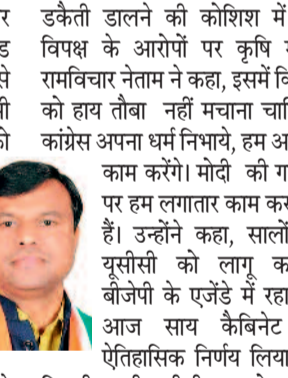 र डकैती डालने की कोशिश में
ड विपक्ष के आरोपों पर कृषि
से रामविचार नेताम ने कहा, इसमें
को हाय तौबा नहीं मचाना
कांग्रेस अपना धर्म निभाये, हम
काम करेंगे। मोदी की
पर हम लगातार काम कर
हैं। उन्होंने कहा, सालों
यूसीसी को लागू
बीजेपी के एजेंडे में रहा
आज साय कैबिनेट
ऐतिहासिक निर्णय लिया